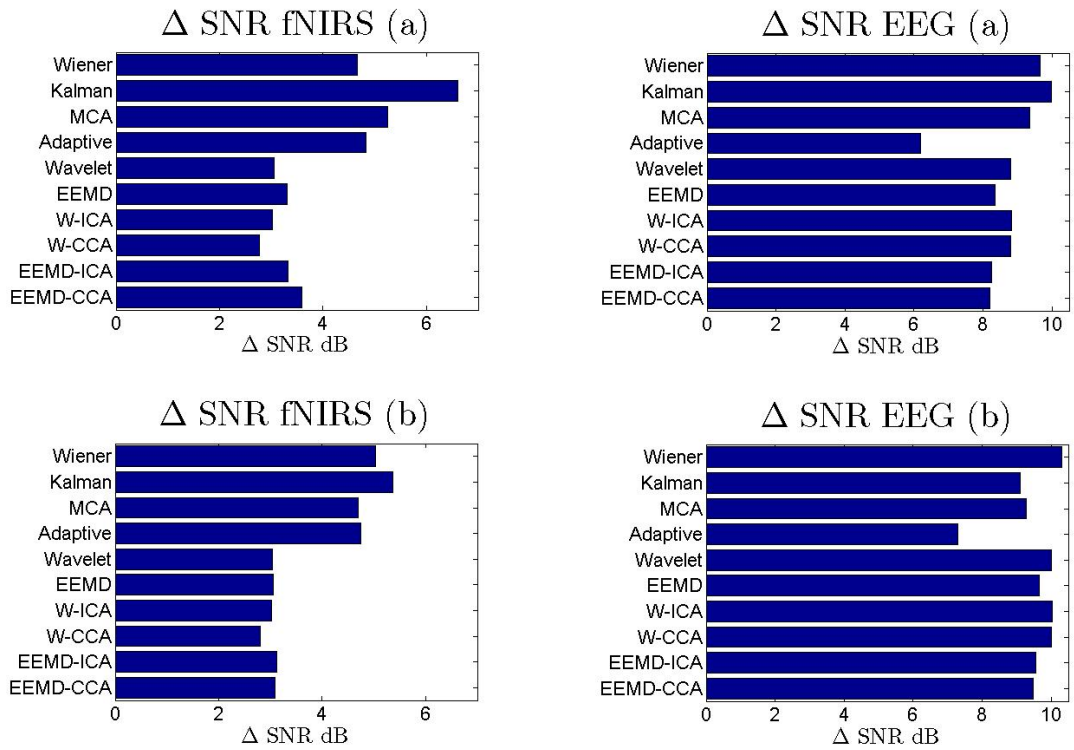 Δ SNR fNIRS (a)
Wiener
Kalman
MCA
Adaptive
Wavelet
EEMD
W-ICA
W-CCA
EEMD-ICA
EEMD-CCA
0 2 4 6
Δ SNR dB
Δ SNR EEG (a)
Wiener
Kalman
MCA
Adaptive
Wavelet
EEMD
W-ICA
W-CCA
EEMD-ICA
EEMD-CCA
0 2 4 6 8 10
Δ SNR dB
Δ SNR fNIRS (b)
Wiener
Kalman
MCA
Adaptive
Wavelet
EEMD
W-ICA
W-CCA
EEMD-ICA
EEMD-CCA
0 2 4 6
Δ SNR dB
Δ SNR EEG (b)
Wiener
Kalman
MCA
Adaptive
Wavelet
EEMD
W-ICA
W-CCA
EEMD-ICA
EEMD-CCA
0 2 4 6 8 10
Δ SNR dB